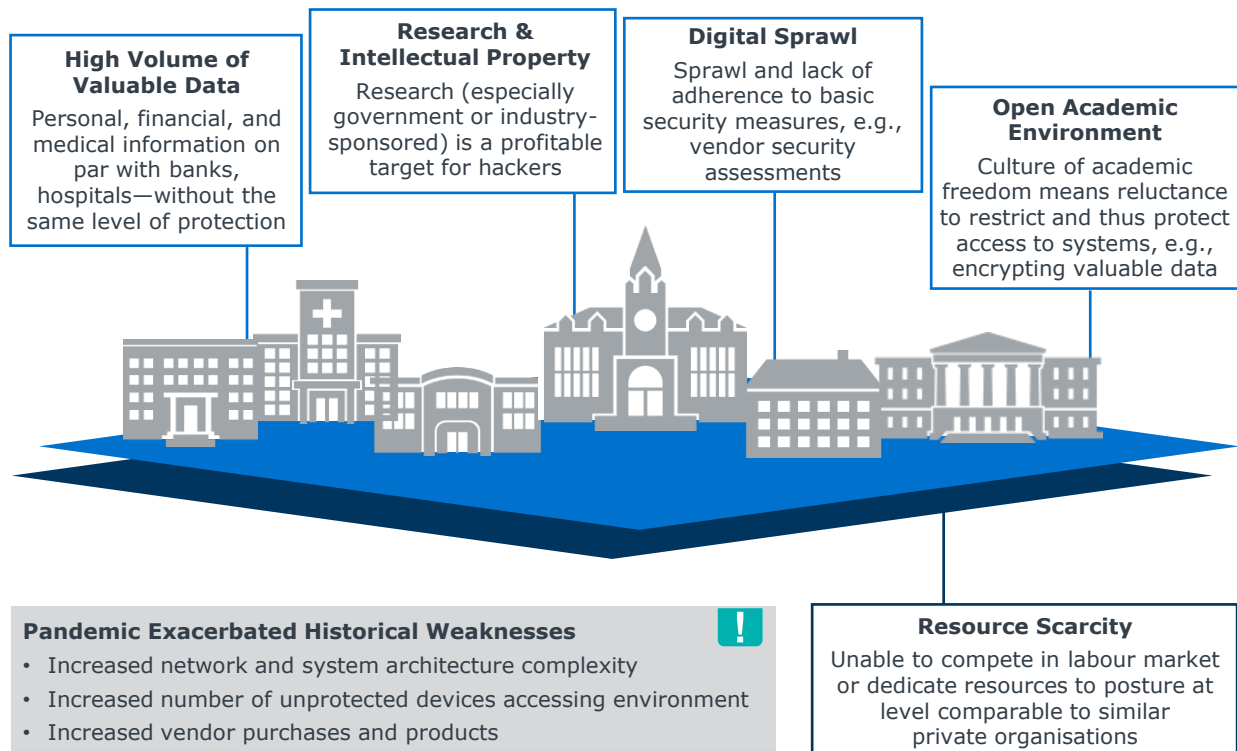 High Volume of
Valuable Data
Personal, financial, and
medical information on
par with banks,
hospitals—without the
same level of protection
Research &
Intellectual Property
Research (especially
government or industry-
sponsored) is a profitable
target for hackers
Digital Sprawl
Sprawl and lack of
adherence to basic
security measures, e.g.,
vendor security
assessments
Open Academic
Environment
Culture of academic
freedom means reluctance
to restrict and thus protect
access to systems, e.g.,
encrypting valuable data
Pandemic Exacerbated Historical Weaknesses
!
• Increased network and system architecture complexity
• Increased number of unprotected devices accessing environment
• Increased vendor purchases and products
Resource Scarcity
Unable to compete in labour market
or dedicate resources to posture at
level comparable to similar
private organisations